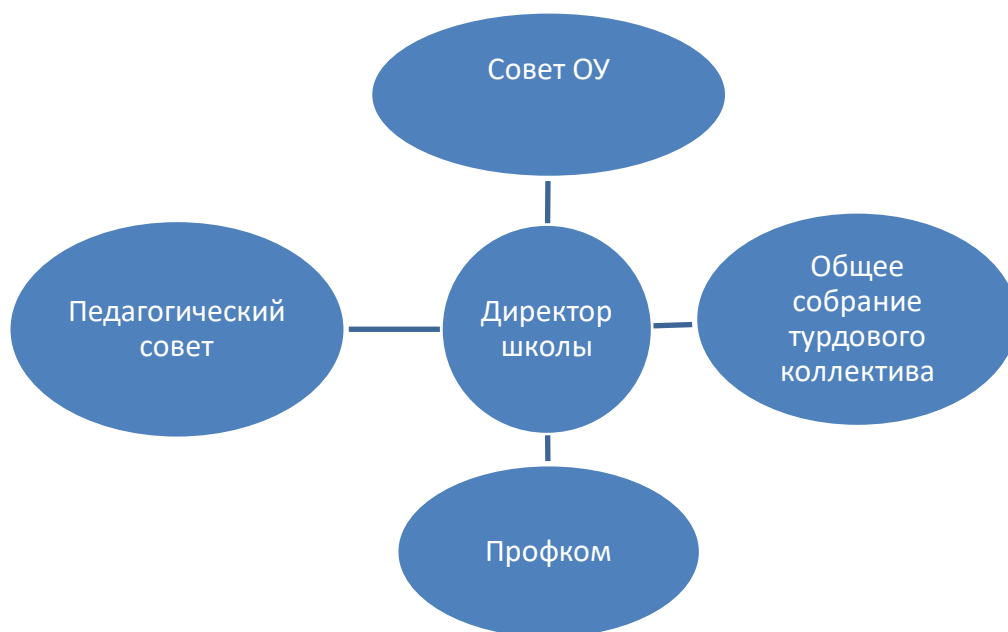 Совет ОУ
Педагогический
совет
Директор
школы
Общее
собрание
турдового
коллектива
Профком